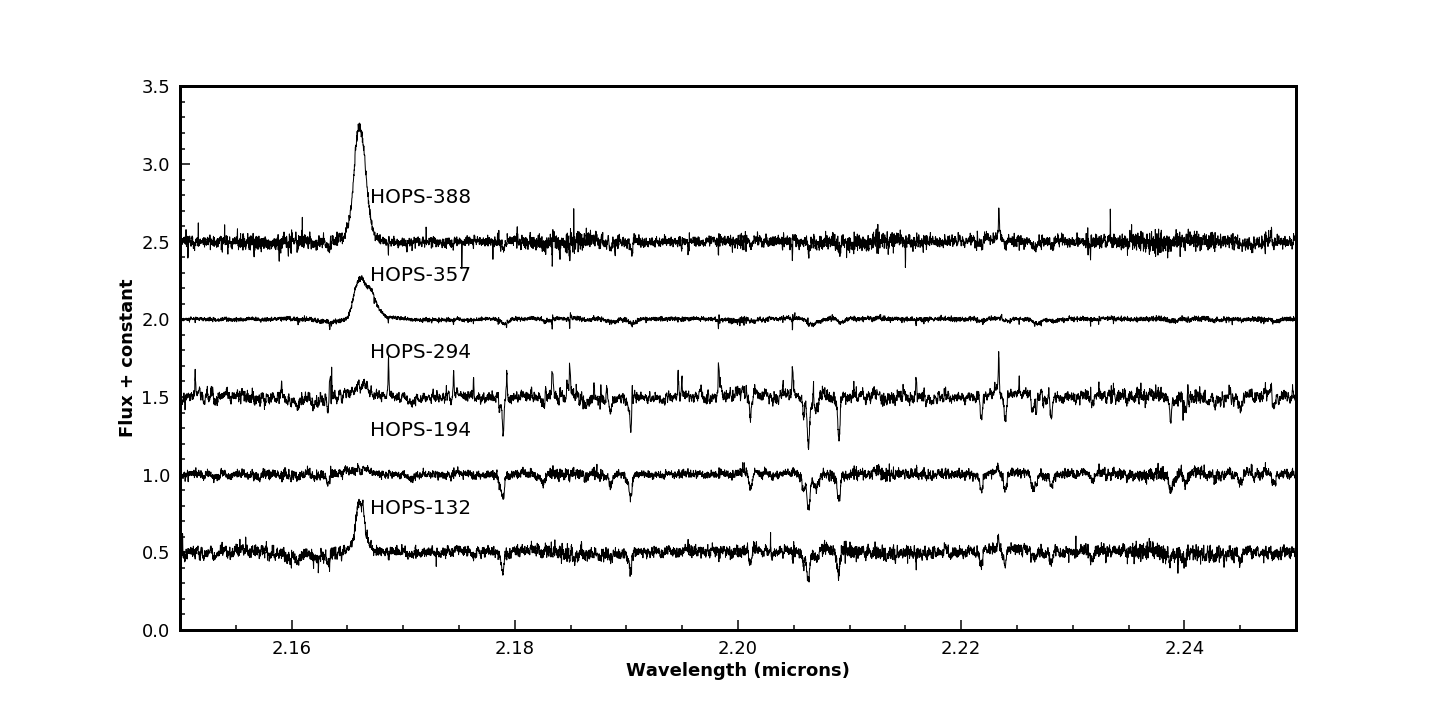 3.5
3.0
HOPS-388
2.5
HOPS-357
2.0
HOPS-294
1.5
HOPS-194
1.0
HOPS-132
0.5
0.0
Flux + constant
2.16 2.18 2.20 2.22 2.24
Wavelength (microns)